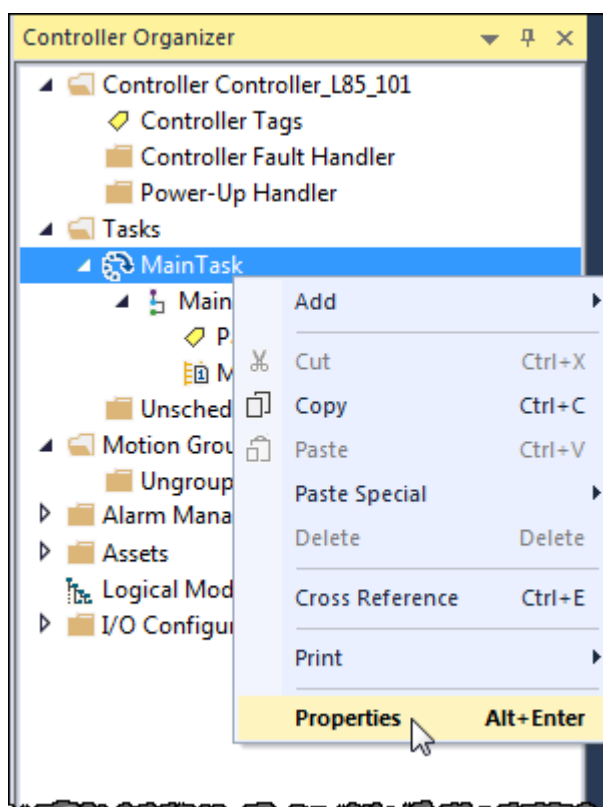 Controller Organizer
Controller Controller_L85_101
Controller Tags
Controller Fault Handler
Power-Up Handler
Tasks
MainTask
Main
P
M
Unsched
Motion Grou
Ungroup
Alarm Mana
Assets
Logical Mod
I/O Configu
Add
Cut Ctrl+X
Copy Ctrl+C
Paste Ctrl+V
Paste Special
Delete Delete
Cross Reference Ctrl+E
Print
Properties Alt+Enter